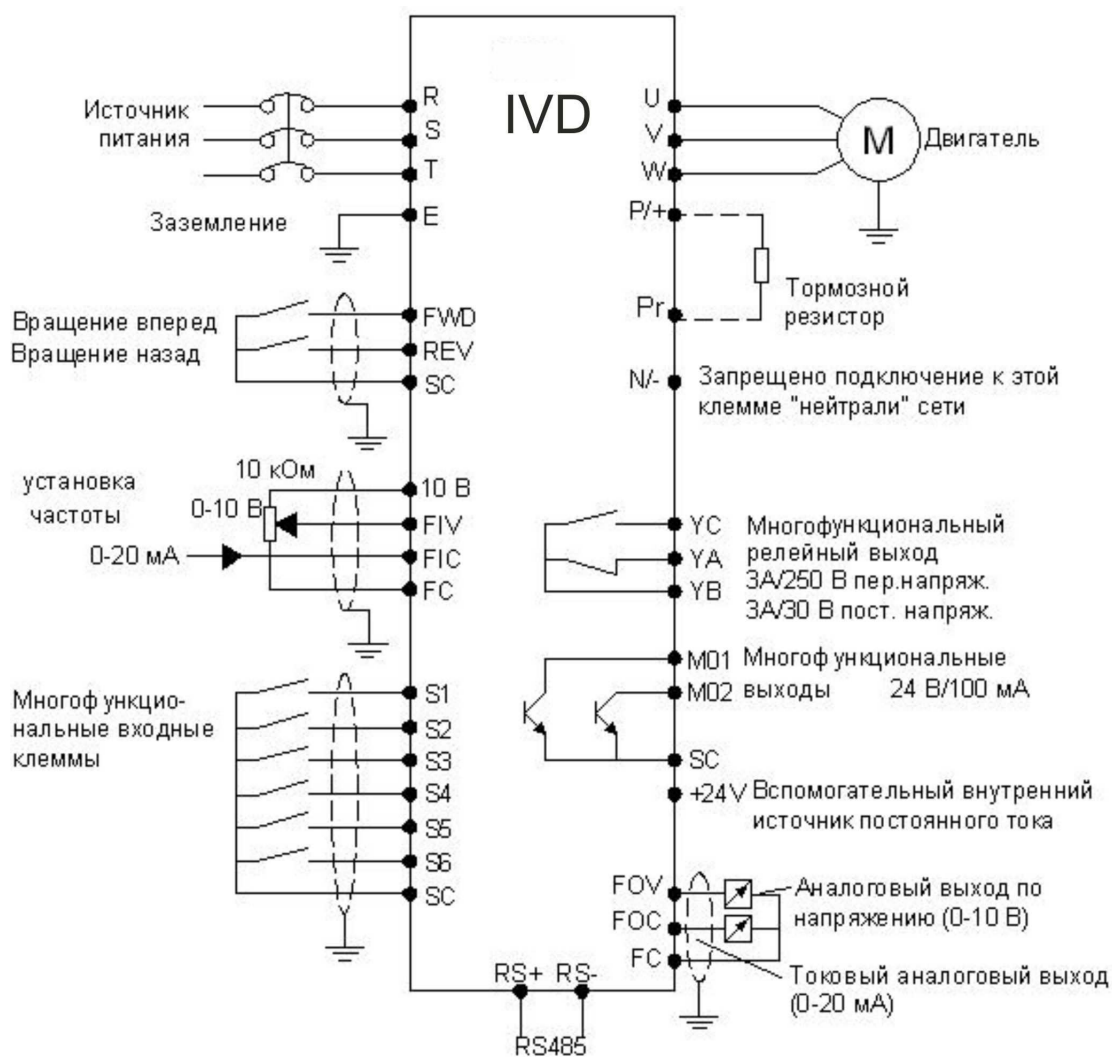 IVD
Источник
питания
R
S
T
Заземление
E
Вращение вперед
Вращение назад
FWD
REV
SC
установка
частоты
10 кОм
0-10 В
0-20 мА
10 В
FIV
FIC
FC
Многофункцио-
нальные входные
клеммы
S1
S2
S3
S4
S5
S6
SC
RS+ RS-
RS485
U
V
W
M
Двигатель
P/+
Pr
Тормозной
резистор
N/-
Запрещено подключение к этой
клемме "нейтрали" сети
YC
YA
YB
Многофункциональный
релейный выход
3А/250 В пер.напряж.
3А/30 В пост. напряж.
M01
M02
Многофункциональные
выходы 24 В/100 мА
SC
+24V
Вспомогательный внутренний
источник постоянного тока
FOV
FOC
FC
Аналоговый выход по
напряжению (0-10 В)
Токовый аналоговый выход
(0-20 мА)